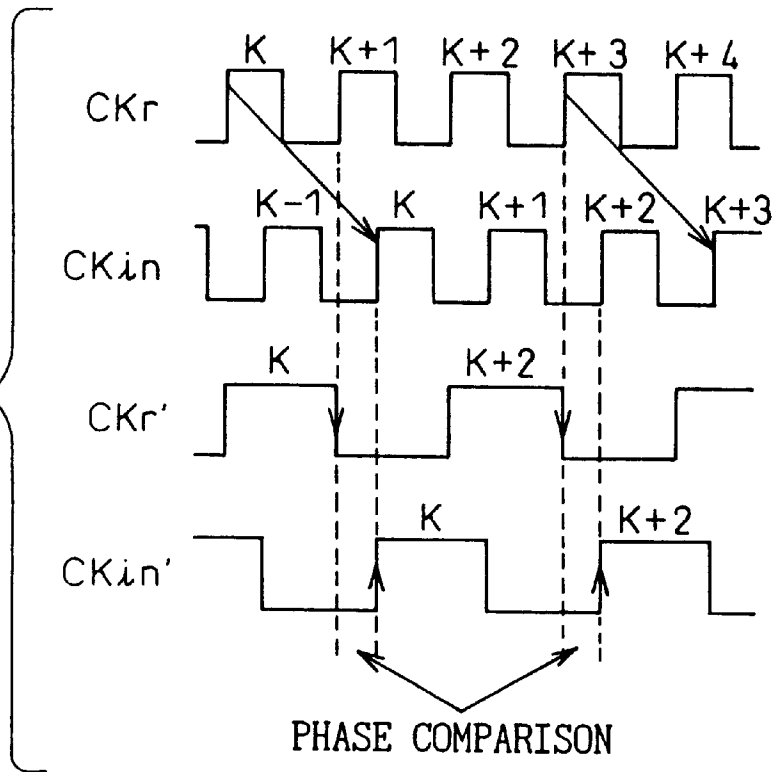 K K+1 K+2 K+3 K+4
CKr
K-1 K K+1 K+2 K+3
CKin
K K+2
CKr'
K K+2
CKin'
PHASE COMPARISON